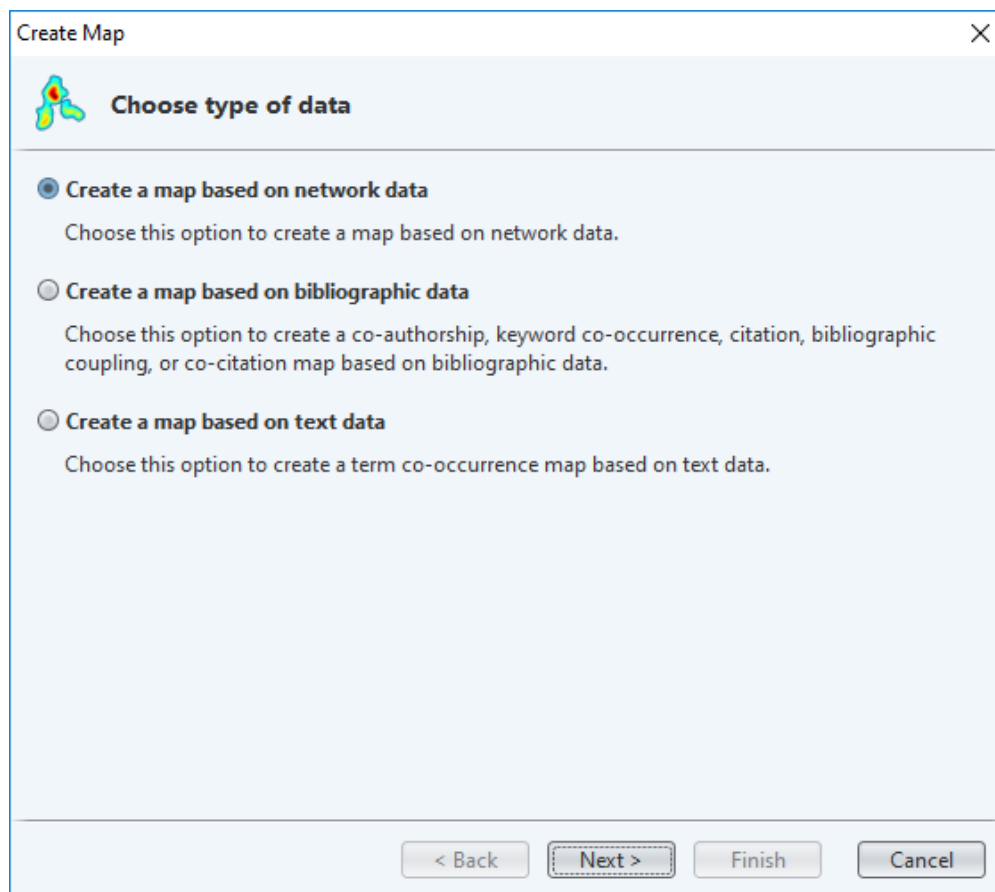 Create Map
Choose type of data
Create a map based on network data
Choose this option to create a map based on network data.
Create a map based on bibliographic data
Choose this option to create a co-authorship, keyword co-occurrence, citation, bibliographic
coupling, or co-citation map based on bibliographic data.
Create a map based on text data
Choose this option to create a term co-occurrence map based on text data.
< Back Next > Finish Cancel